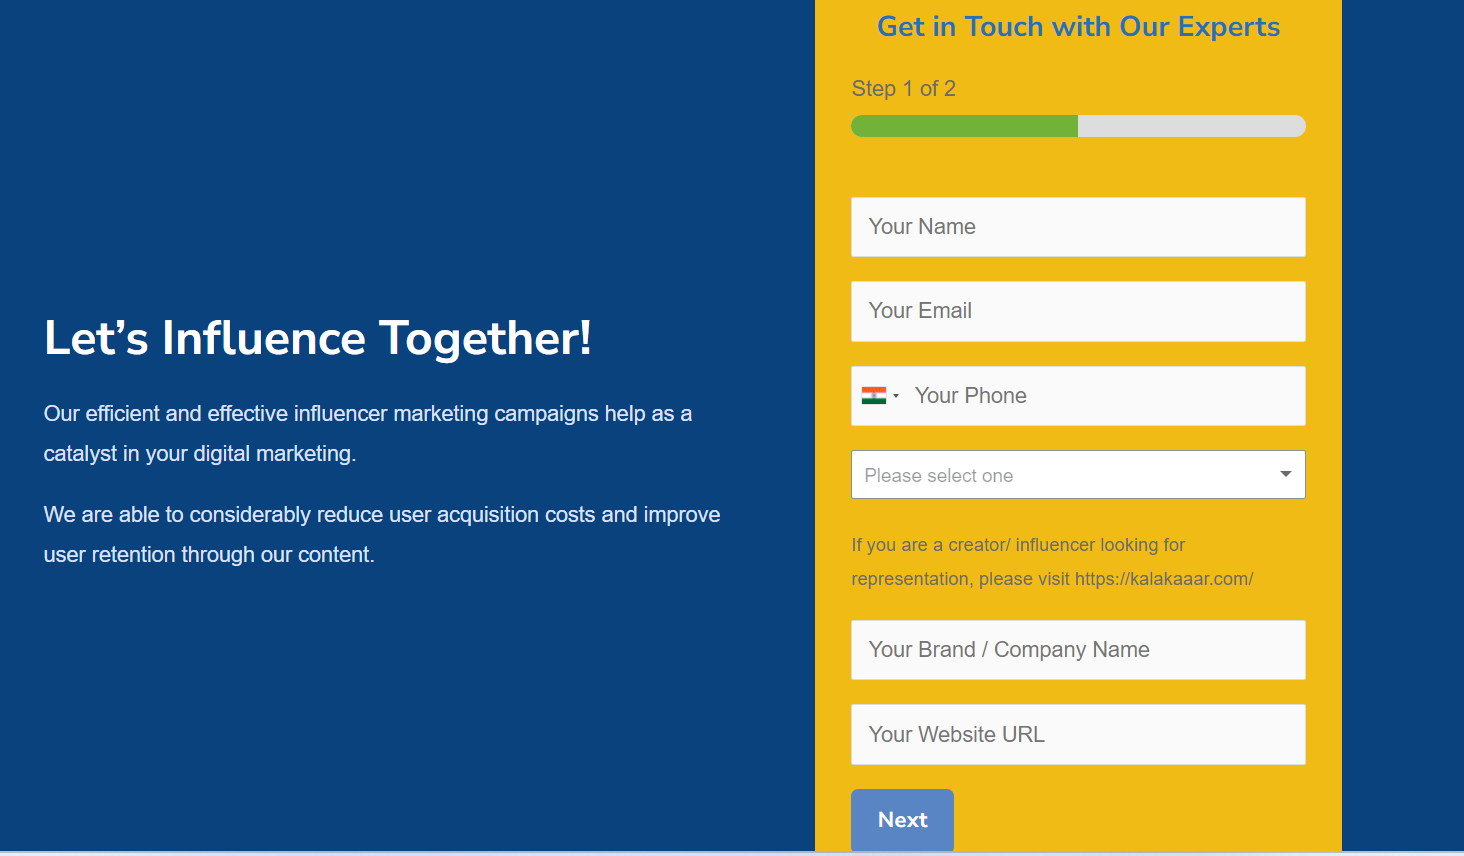 Let’s Influence Together!
Our efficient and effective influencer marketing campaigns help as a
catalyst in your digital marketing.
We are able to considerably reduce user acquisition costs and improve
user retention through our content.
Get in Touch with Our Experts
Step 1 of 2
Your Name
Your Email
Your Phone
Please select one
If you are a creator/ influencer looking for
representation, please visit https://kalakaaar.com/
Your Brand / Company Name
Your Website URL
Next